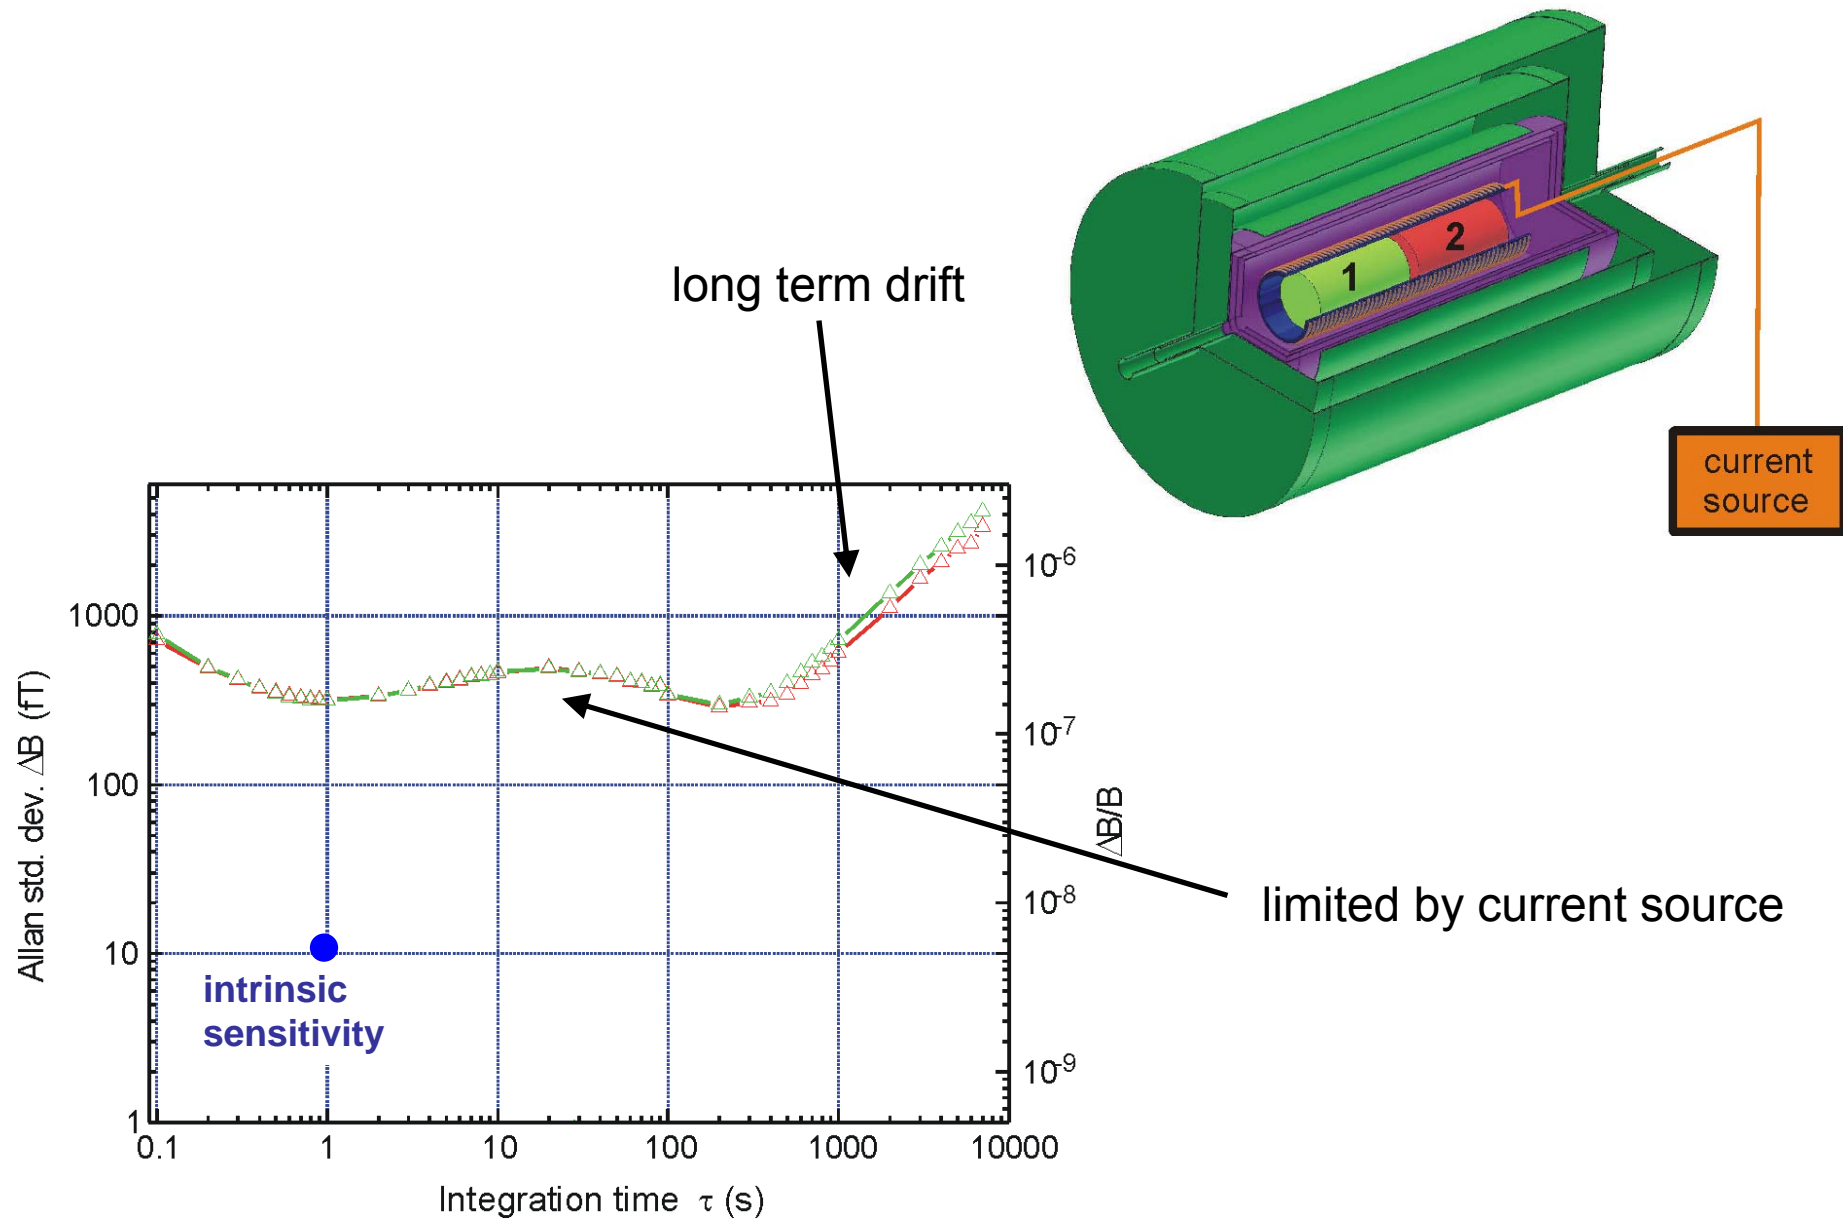 1
2
current
source
long term drift
1000
100
10
1
Allan std. dev. ΔB (fT)
10-6
10-7
10-8
10-9
ΔB/B
limited by current source
intrinsic
sensitivity
0.1 1 10 100 1000 10000
Integration time τ (s)